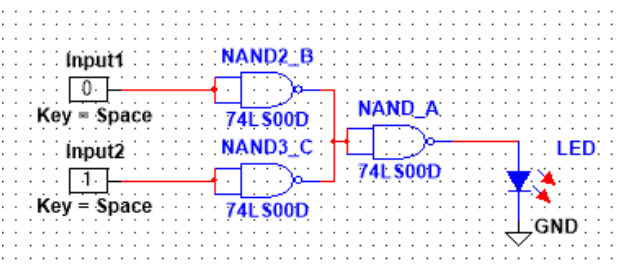 Input1
0
Key = Space
NAND2_B
74LS00D
Input2
1
Key = Space
NAND3_C
74LS00D
NAND_A
74LS00D
LED
GND